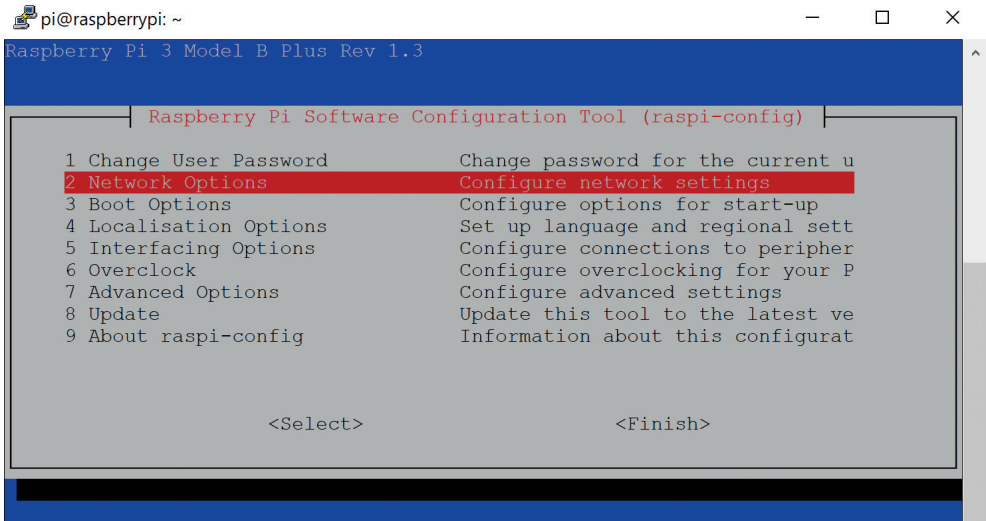 pi@raspberrypi: ~
Raspberry Pi 3 Model B Plus Rev 1.3
Raspberry Pi Software Configuration Tool (raspi-config)
1 Change User Password Change password for the current u
2 Network Options Configure network settings
3 Boot Options Configure options for start-up
4 Localisation Options Set up language and regional sett
5 Interfacing Options Configure connections to peripher
6 Overclock Configure overclocking for your P
7 Advanced Options Configure advanced settings
8 Update Update this tool to the latest ve
9 About raspi-config Information about this configurat
<Select> <Finish>